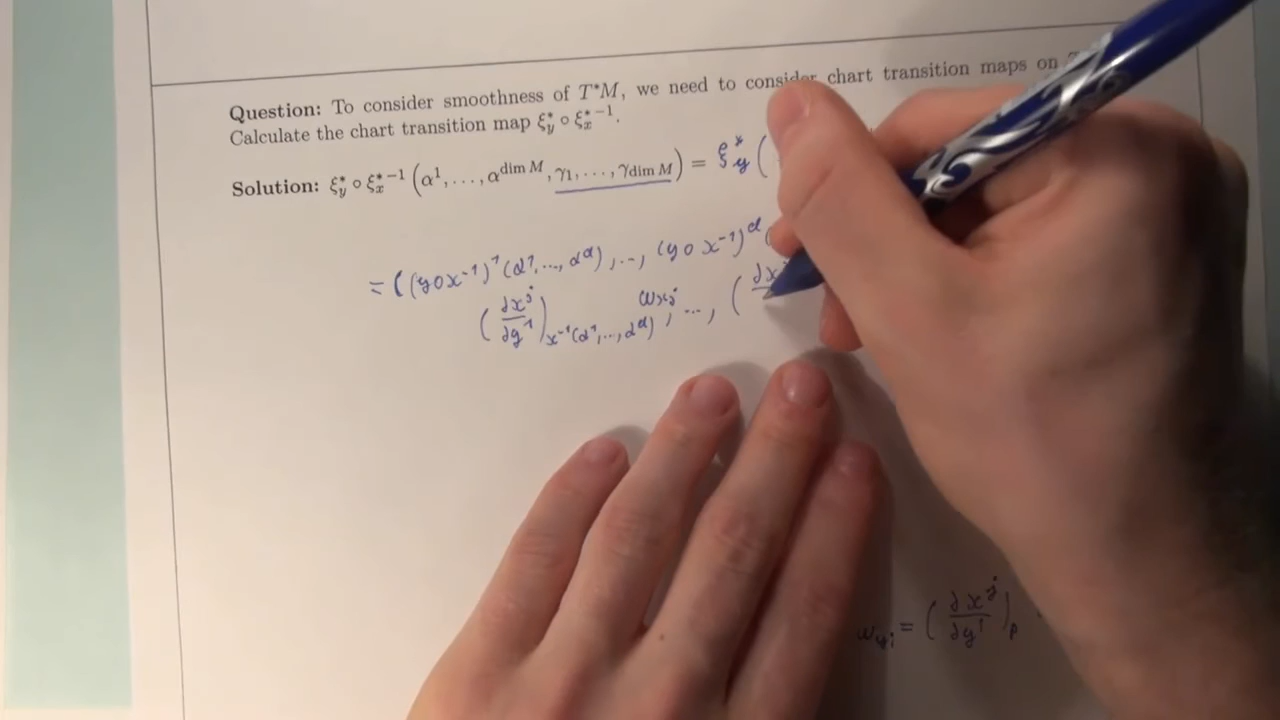 Question: To consider smoothness of T*M, we need to consider chart transition maps on
Calculate the chart transition map ξ*_y ∘ ξ*_x^{-1}.
Solution: ξ*_y ∘ ξ*_x^{-1} (α^1, ..., α^{dim M}, γ_1, ..., γ_{dim M}) = ξ*_y (
= ((y∘x^{-1})^1 (α^1, ..., α^d), ..., (y∘x^{-1})^d (
(∂x^j/∂y^1)_{x^{-1}(α^1, ..., α^d)} ω_{xj}, ..., (∂x
ω_{yi} = (∂x^j/∂y^i)_p